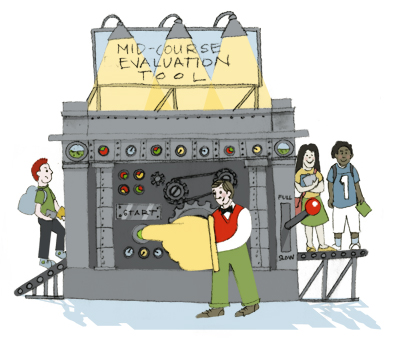 MID-COURSE
EVALUATION
TOOL
START
FULL
SLOW
1